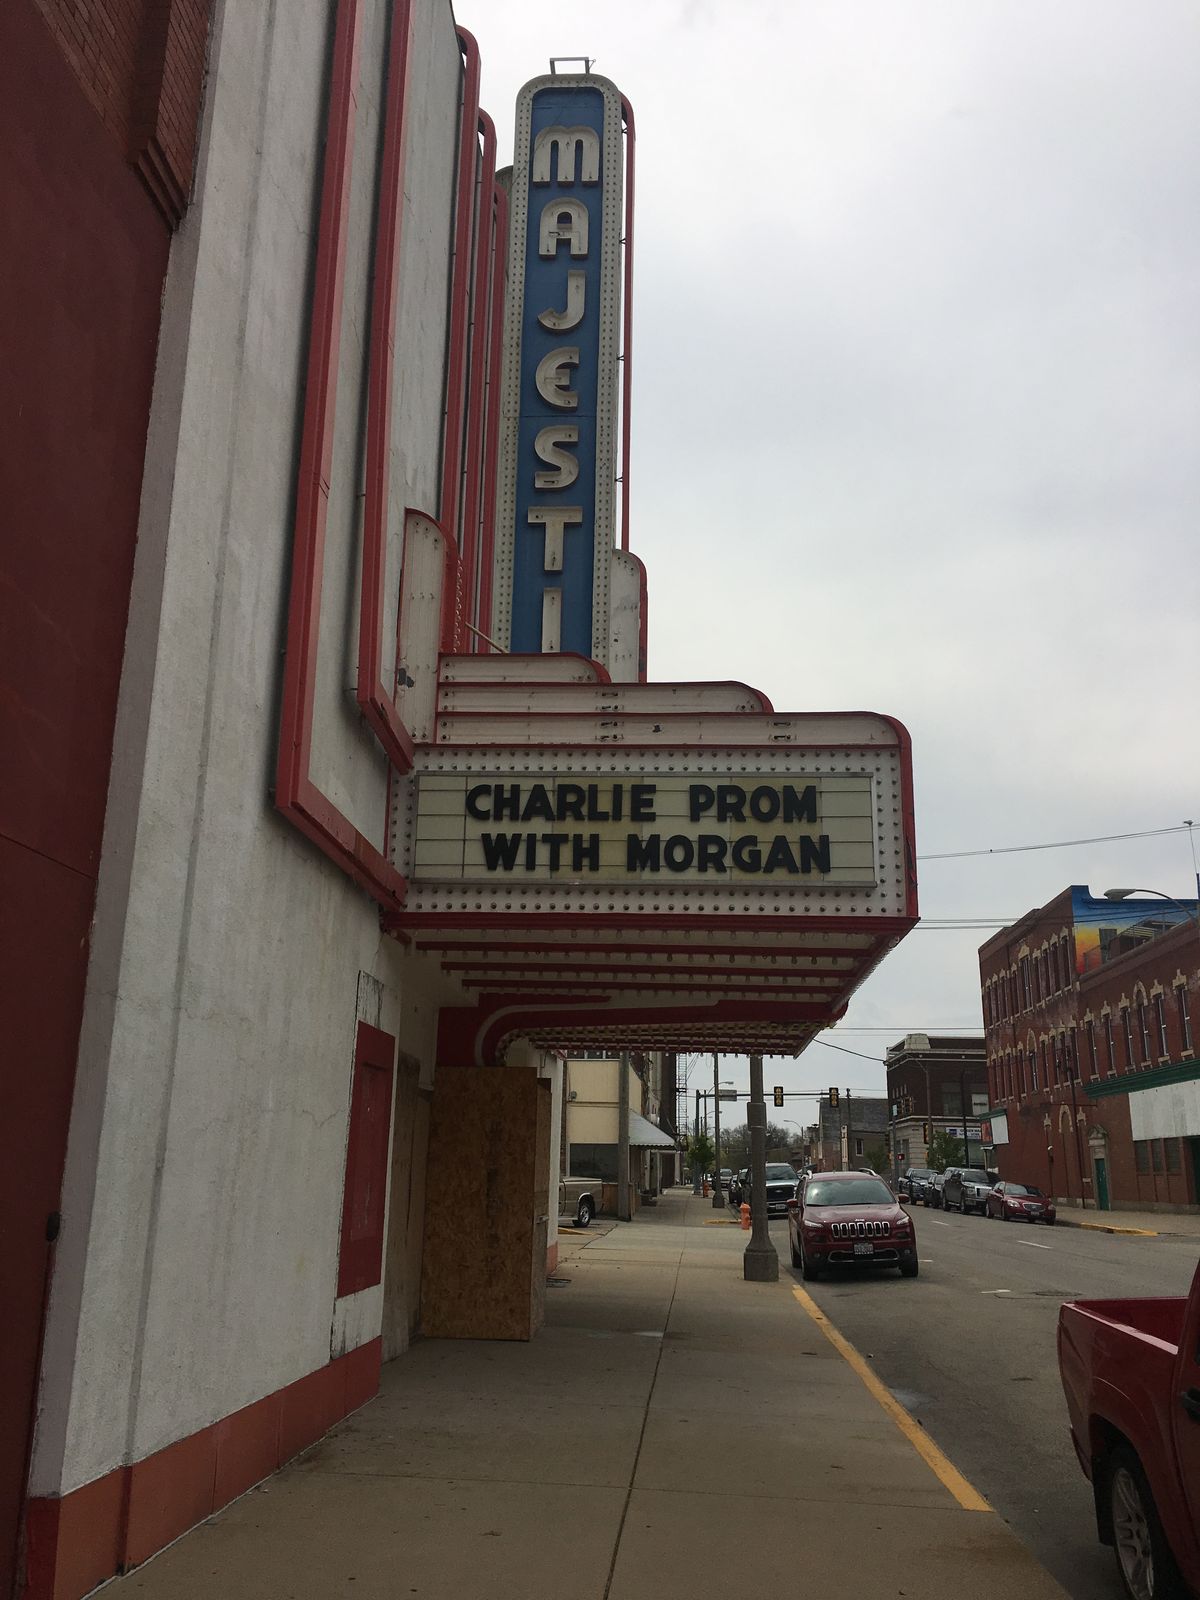 MAJESTI
CHARLIE PROM
WITH MORGAN